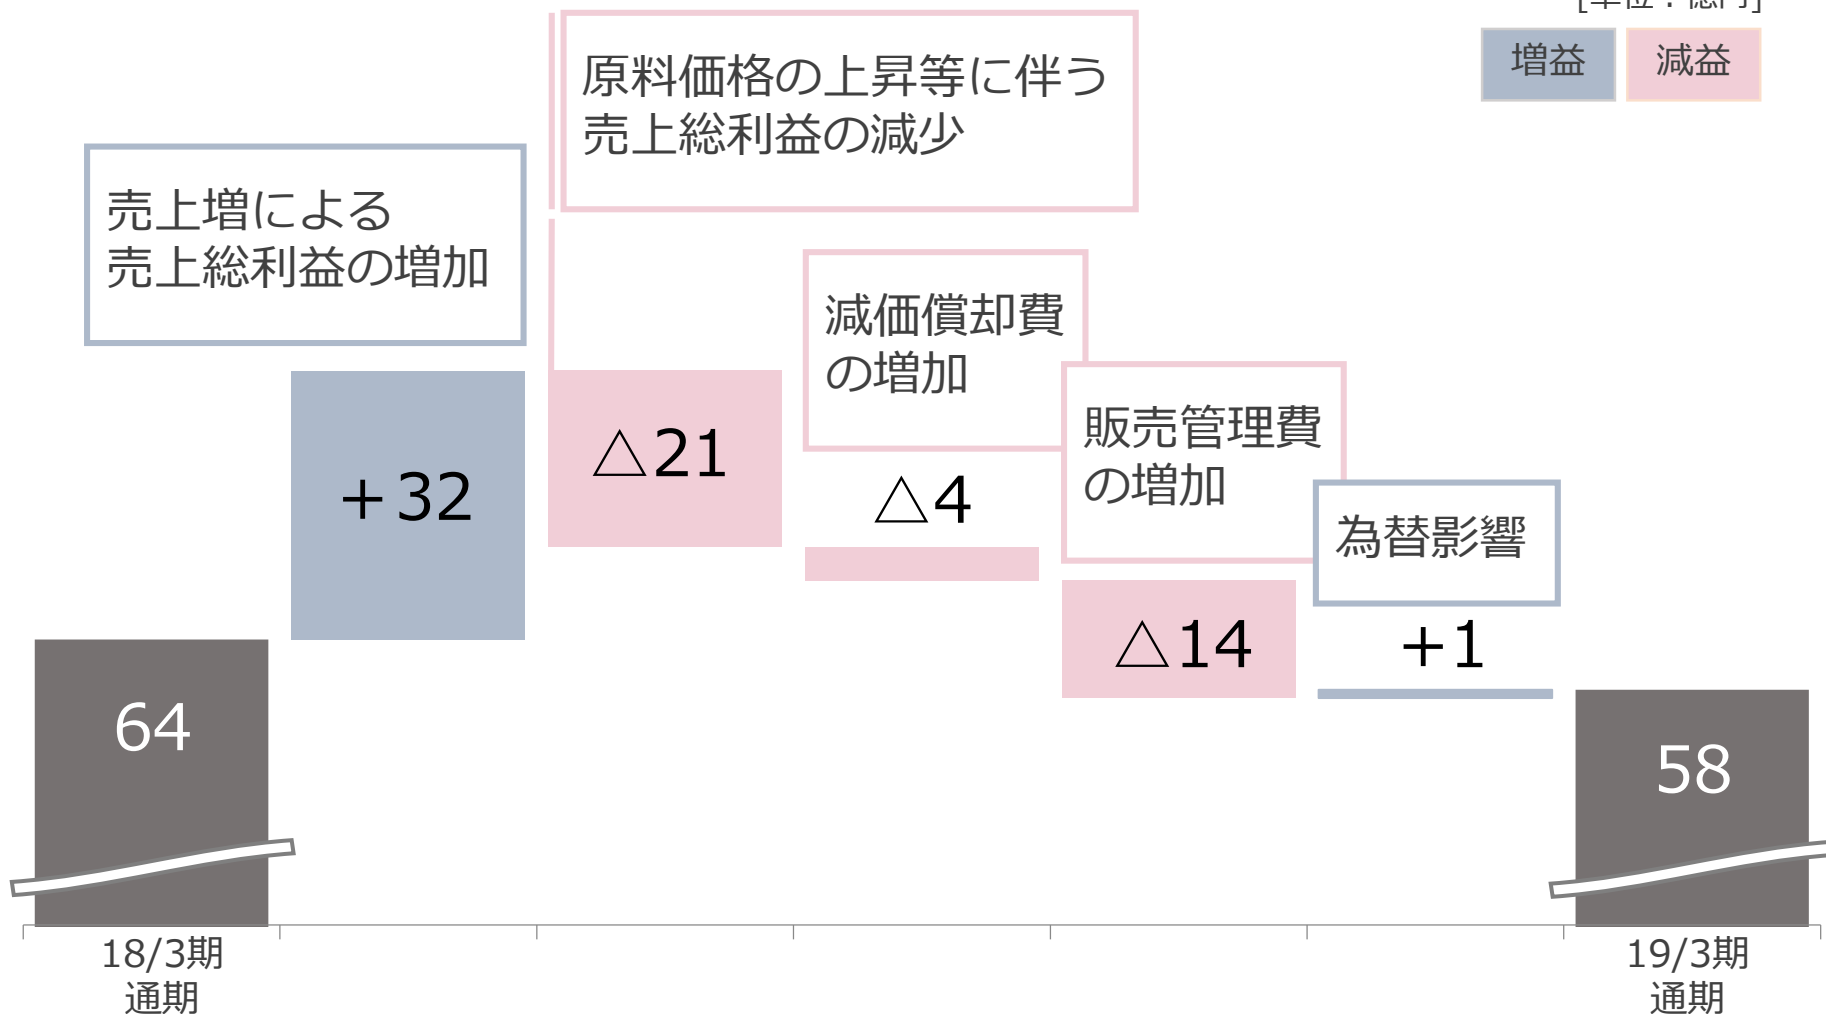 [単位:億円]
増益
減益
原料価格の上昇等に伴う
売上総利益の減少
売上増による
売上総利益の増加
減価償却費
の増加
販売管理費
の増加
為替影響
+32
△21
△4
△14
+1
64
58
18/3期
通期
19/3期
通期